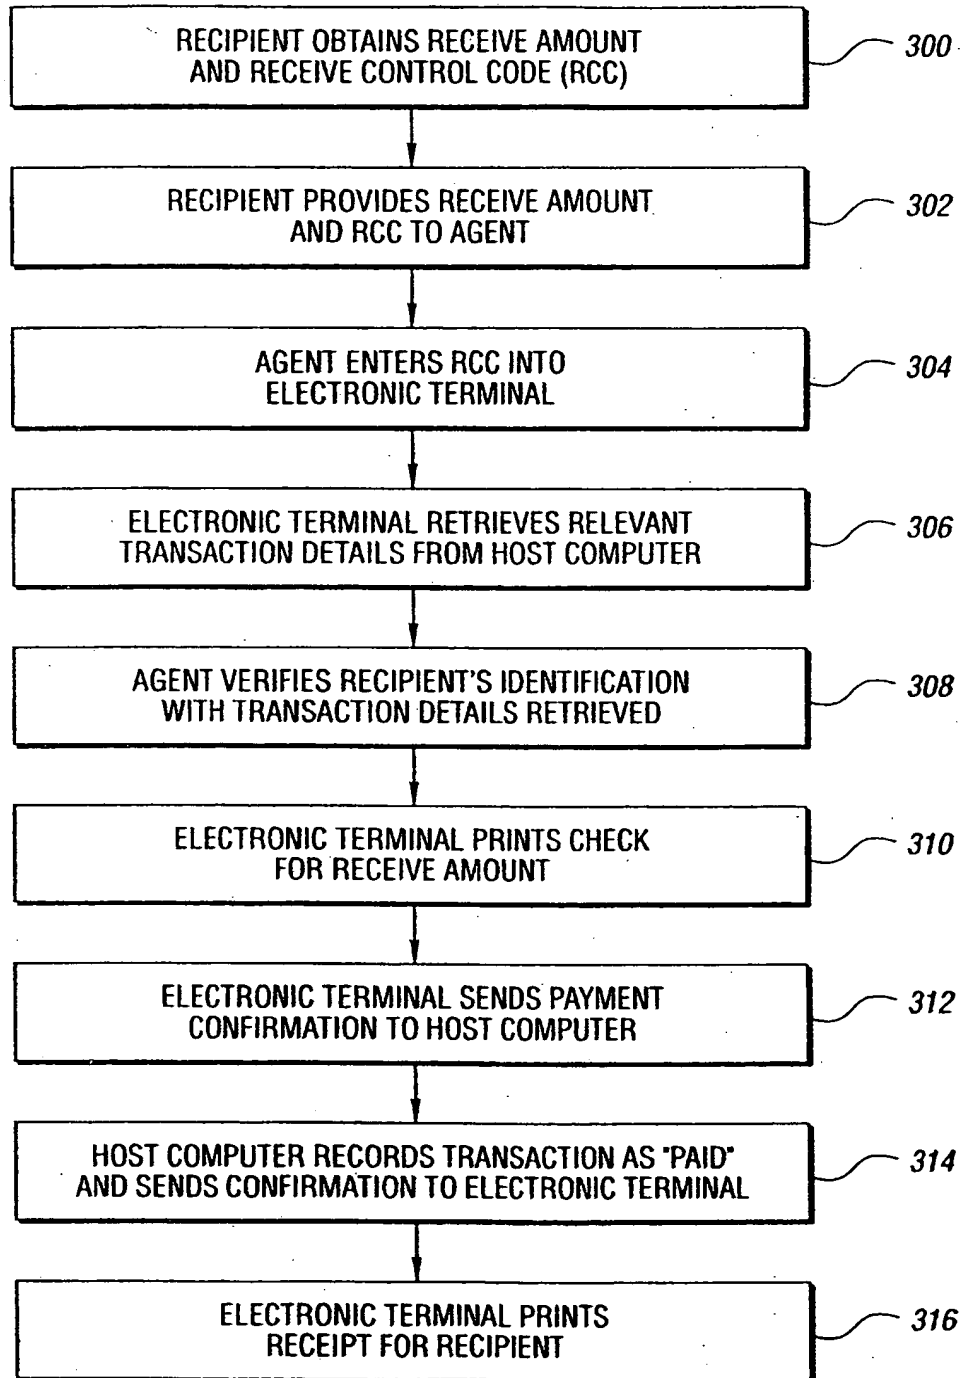 RECIPIENT OBTAINS RECEIVE AMOUNT
AND RECEIVE CONTROL CODE (RCC)
300
RECIPIENT PROVIDES RECEIVE AMOUNT
AND RCC TO AGENT
302
AGENT ENTERS RCC INTO
ELECTRONIC TERMINAL
304
ELECTRONIC TERMINAL RETRIEVES RELEVANT
TRANSACTION DETAILS FROM HOST COMPUTER
306
AGENT VERIFIES RECIPIENT'S IDENTIFICATION
WITH TRANSACTION DETAILS RETRIEVED
308
ELECTRONIC TERMINAL PRINTS CHECK
FOR RECEIVE AMOUNT
310
ELECTRONIC TERMINAL SENDS PAYMENT
CONFIRMATION TO HOST COMPUTER
312
HOST COMPUTER RECORDS TRANSACTION AS "PAID"
AND SENDS CONFIRMATION TO ELECTRONIC TERMINAL
314
ELECTRONIC TERMINAL PRINTS
RECEIPT FOR RECIPIENT
316